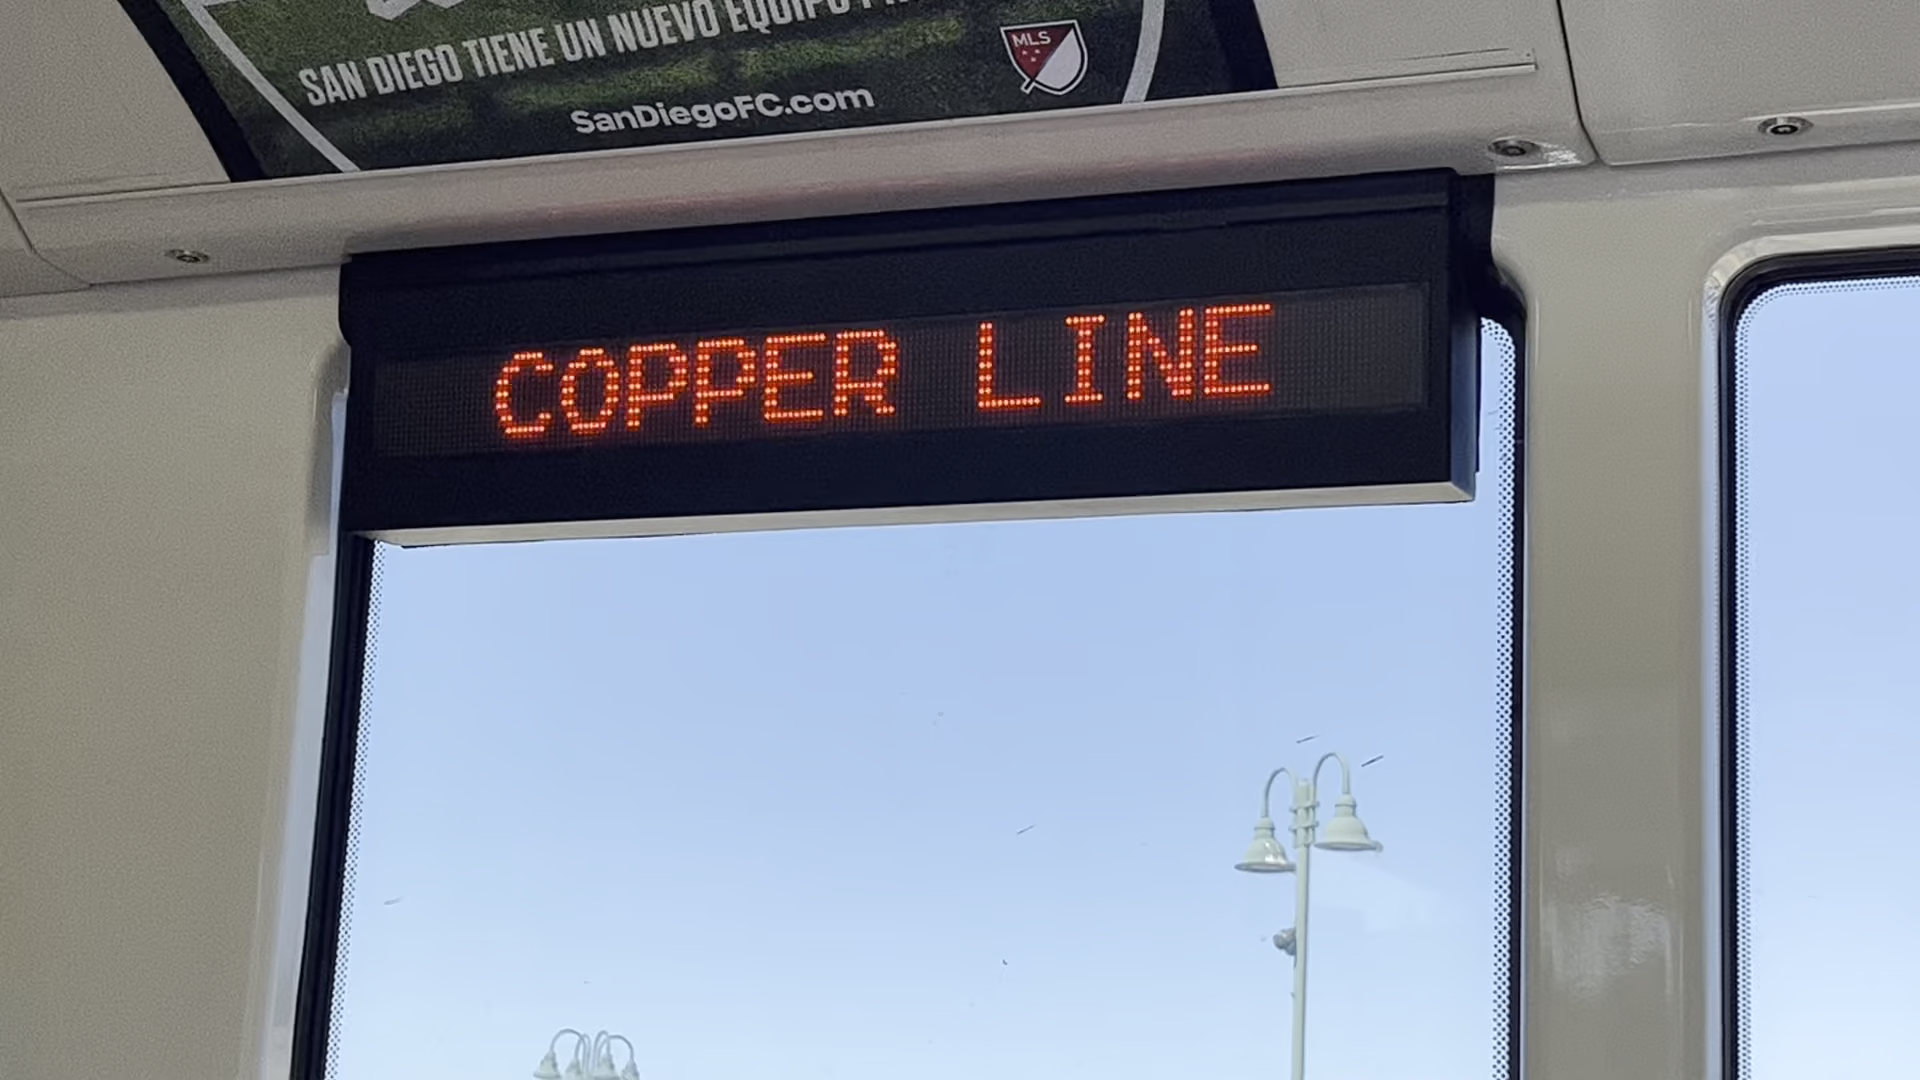 SAN DIEGO TIENE UN NUEVO EQUIPO
SanDiegoFC.com
MLS
COPPER LINE